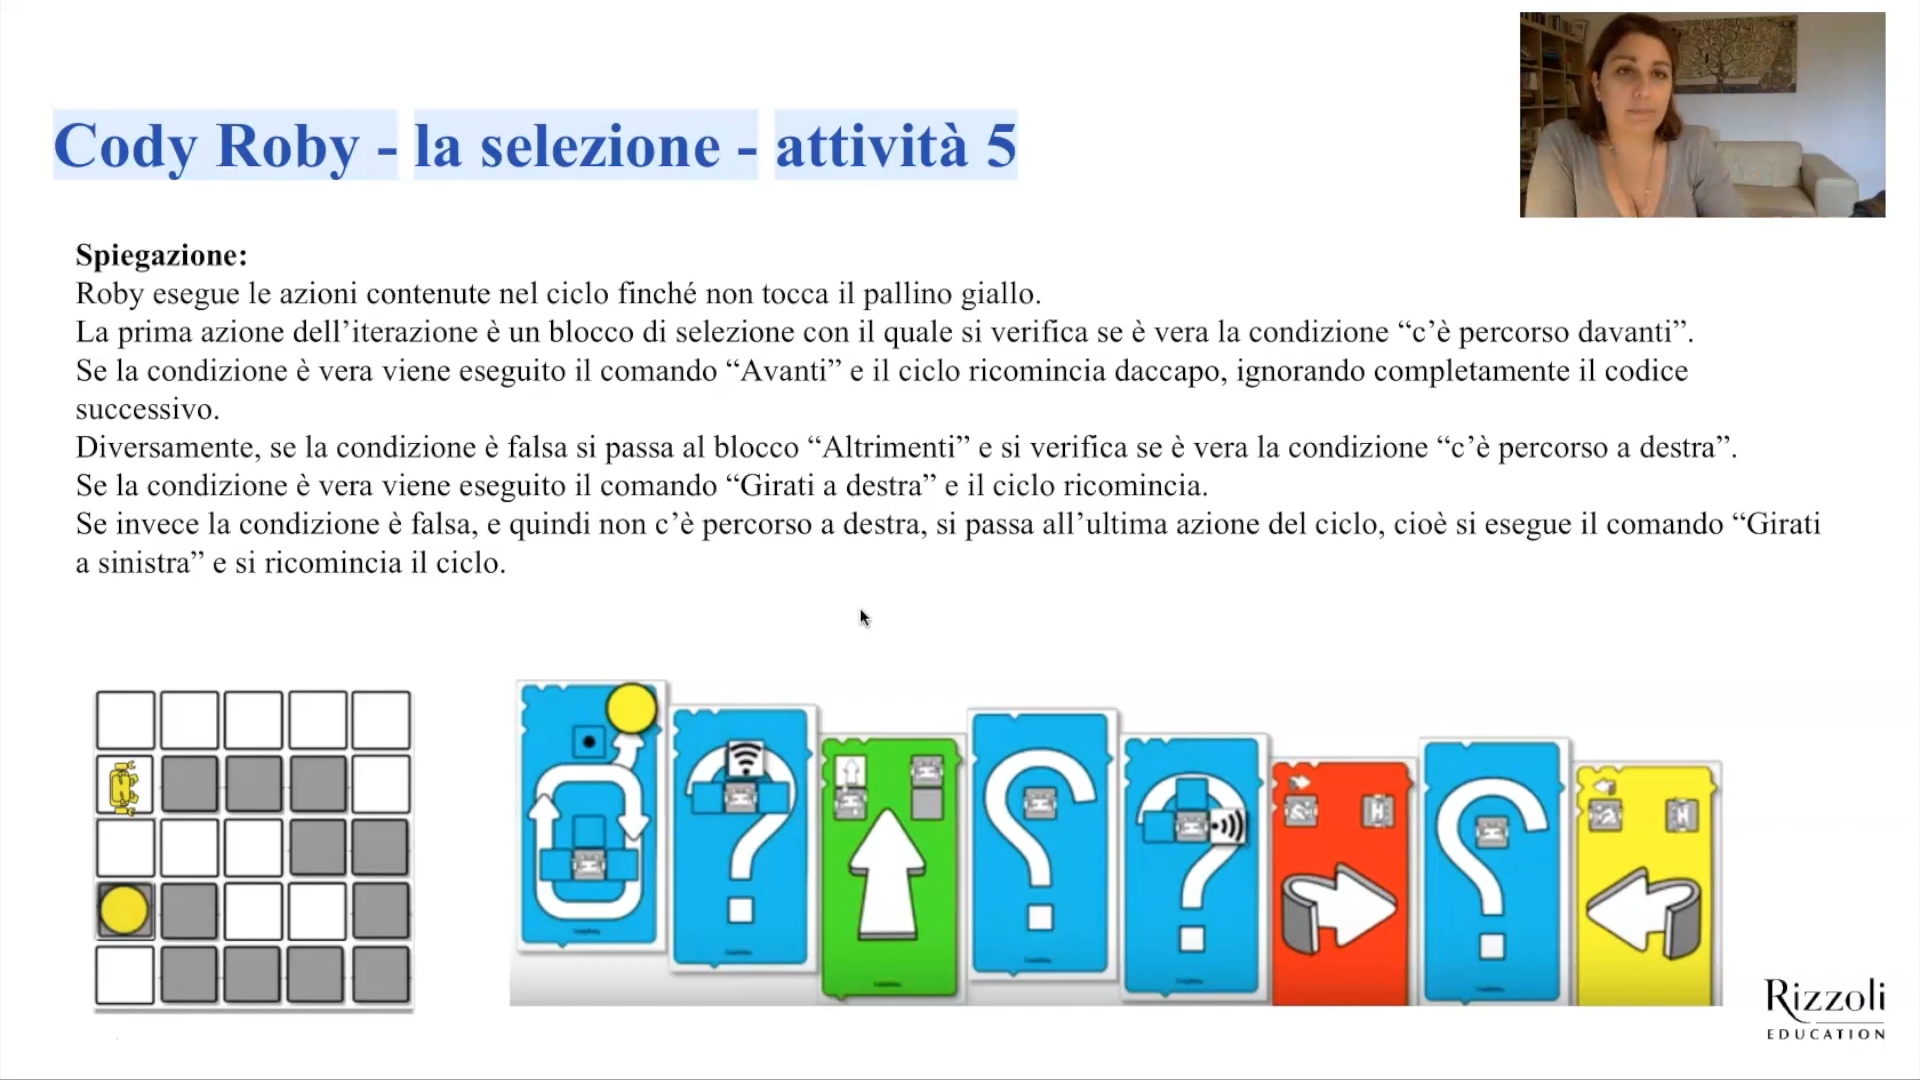 Cody Roby - la selezione - attività 5
Spiegazione:
Roby esegue le azioni contenute nel ciclo finché non tocca il pallino giallo.
La prima azione dell’iterazione è un blocco di selezione con il quale si verifica se è vera la condizione “c’è percorso davanti”.
Se la condizione è vera viene eseguito il comando “Avanti” e il ciclo ricomincia daccapo, ignorando completamente il codice
successivo.
Diversamente, se la condizione è falsa si passa al blocco “Altrimenti” e si verifica se è vera la condizione “c’è percorso a destra”.
Se la condizione è vera viene eseguito il comando “Girati a destra” e il ciclo ricomincia.
Se invece la condizione è falsa, e quindi non c’è percorso a destra, si passa all’ultima azione del ciclo, cioè si esegue il comando “Girati
a sinistra” e si ricomincia il ciclo.
Rizzoli
EDUCATION